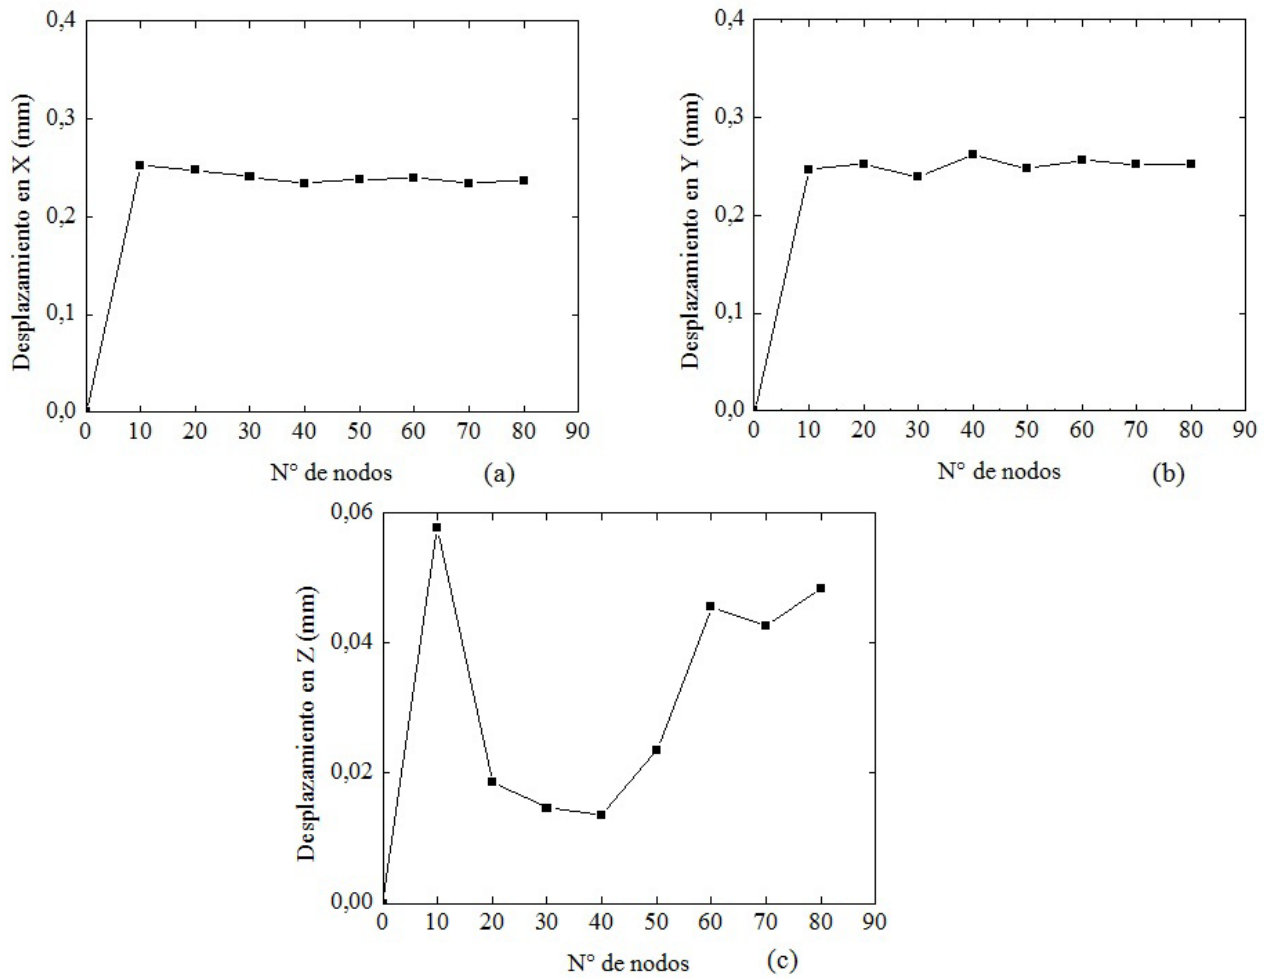 0,4
0,3
0,2
0,1
0,0
Desplazamiento en X (mm)
0 10 20 30 40 50 60 70 80 90
N° de nodos (a)
0,4
0,3
0,2
0,1
0,0
Desplazamiento en Y (mm)
0 10 20 30 40 50 60 70 80 90
N° de nodos (b)
0,06
0,04
0,02
0,00
Desplazamiento en Z (mm)
0 10 20 30 40 50 60 70 80 90
N° de nodos (c)